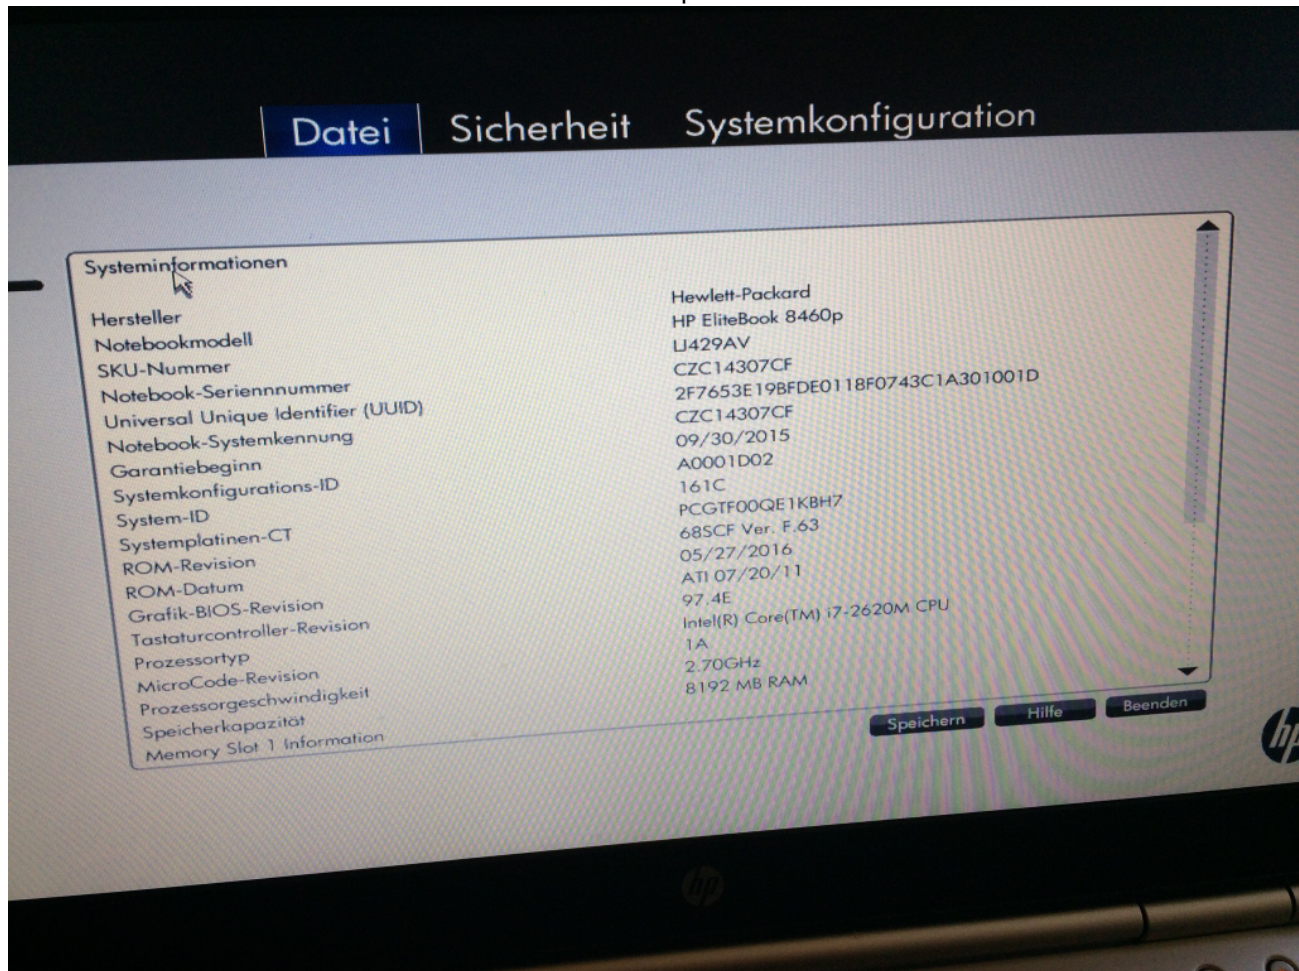 Datei Sicherheit Systemkonfiguration
Systeminformationen
Hersteller Hewlett-Packard
Notebookmodell HP EliteBook 8460p
SKU-Nummer LJ429AV
Notebook-Seriennnummer CZC14307CF
Universal Unique Identifier (UUID) 2F7653E19BFDE0118F0743C1A301001D
Notebook-Systemkennung CZC14307CF
Garantiebeginn 09/30/2015
Systemkonfigurations-ID A0001D02
System-ID 161C
Systemplatinen-CT PCGTF00QE1KBH7
ROM-Revision 68SCF Ver. F.63
ROM-Datum 05/27/2016
Grafik-BIOS-Revision ATI 07/20/11
Tastaturcontroller-Revision 97.4E
Prozessortyp Intel(R) Core(TM) i7-2620M CPU
MicroCode-Revision 1A
Prozessorgeschwindigkeit 2.70GHz
Speicherkapazität 8192 MB RAM
Memory Slot 1 Information
Speichern Hilfe Beenden
hp
hp